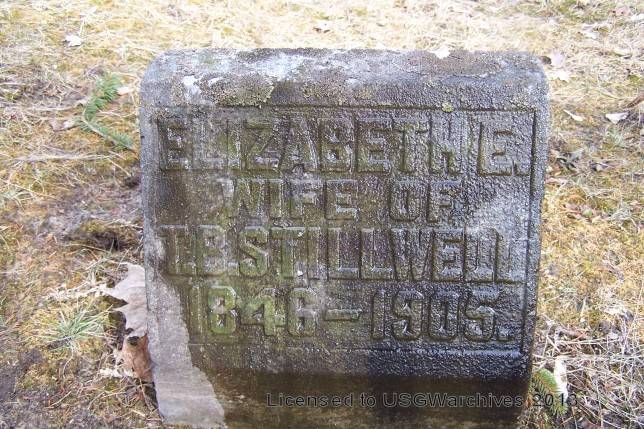 ELIZABETH E.
WIFE OF
T.B. STILLWELL
1846 – 1905.
Licensed to USGWarchives 2013